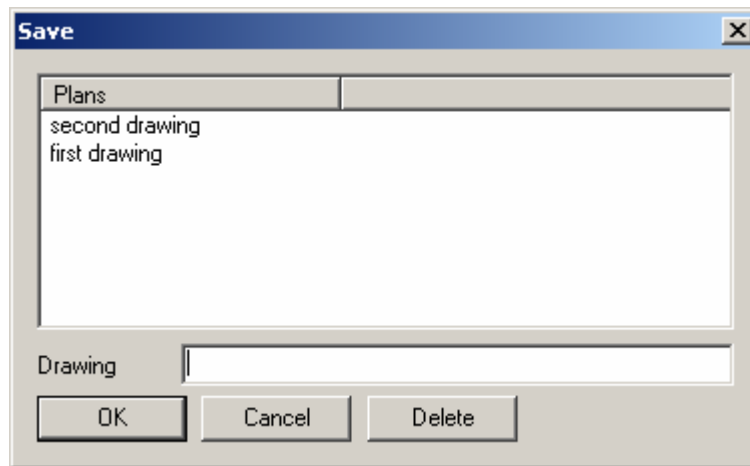 Save
Plans
second drawing
first drawing
Drawing
OK Cancel Delete